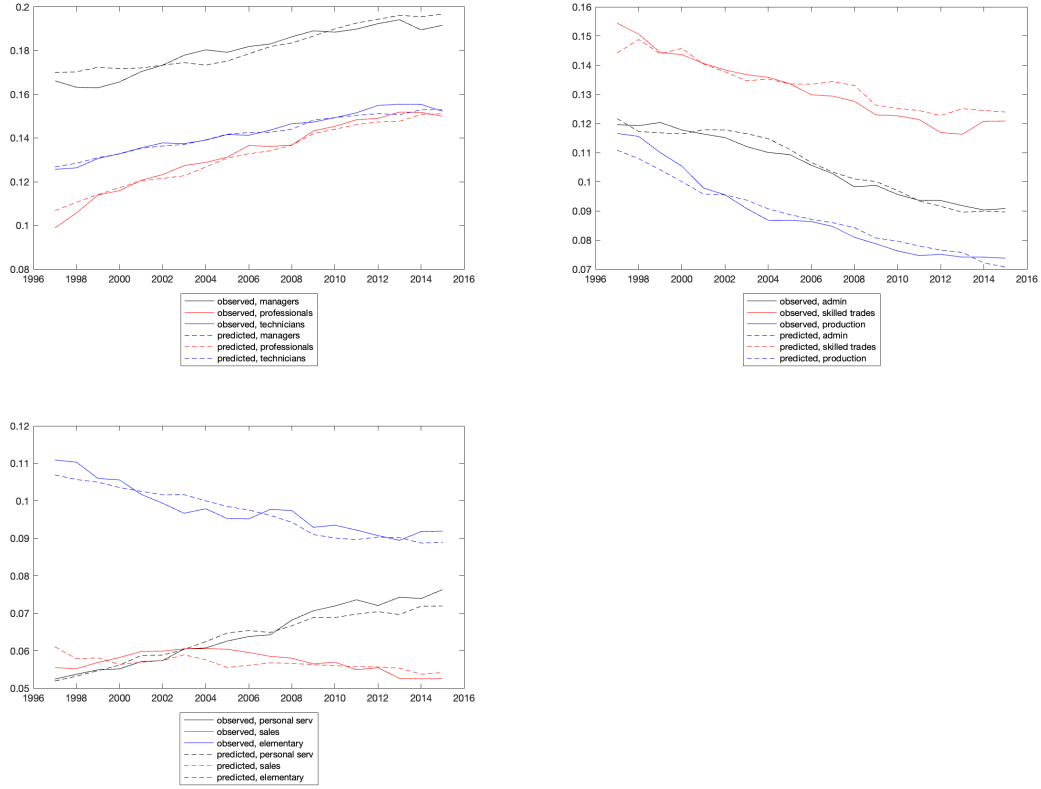 0.2
0.18
0.16
0.14
0.12
0.1
0.08
1996 1998 2000 2002 2004 2006 2008 2010 2012 2014 2016
observed, managers
observed, professionals
observed, technicians
predicted, managers
predicted, professionals
predicted, technicians
0.16
0.15
0.14
0.13
0.12
0.11
0.1
0.09
0.08
0.07
1996 1998 2000 2002 2004 2006 2008 2010 2012 2014 2016
observed, admin
observed, skilled trades
observed, production
predicted, admin
predicted, skilled trades
predicted, production
0.12
0.11
0.1
0.09
0.08
0.07
0.06
0.05
1996 1998 2000 2002 2004 2006 2008 2010 2012 2014 2016
observed, personal serv
observed, sales
observed, elementary
predicted, personal serv
predicted, sales
predicted, elementary